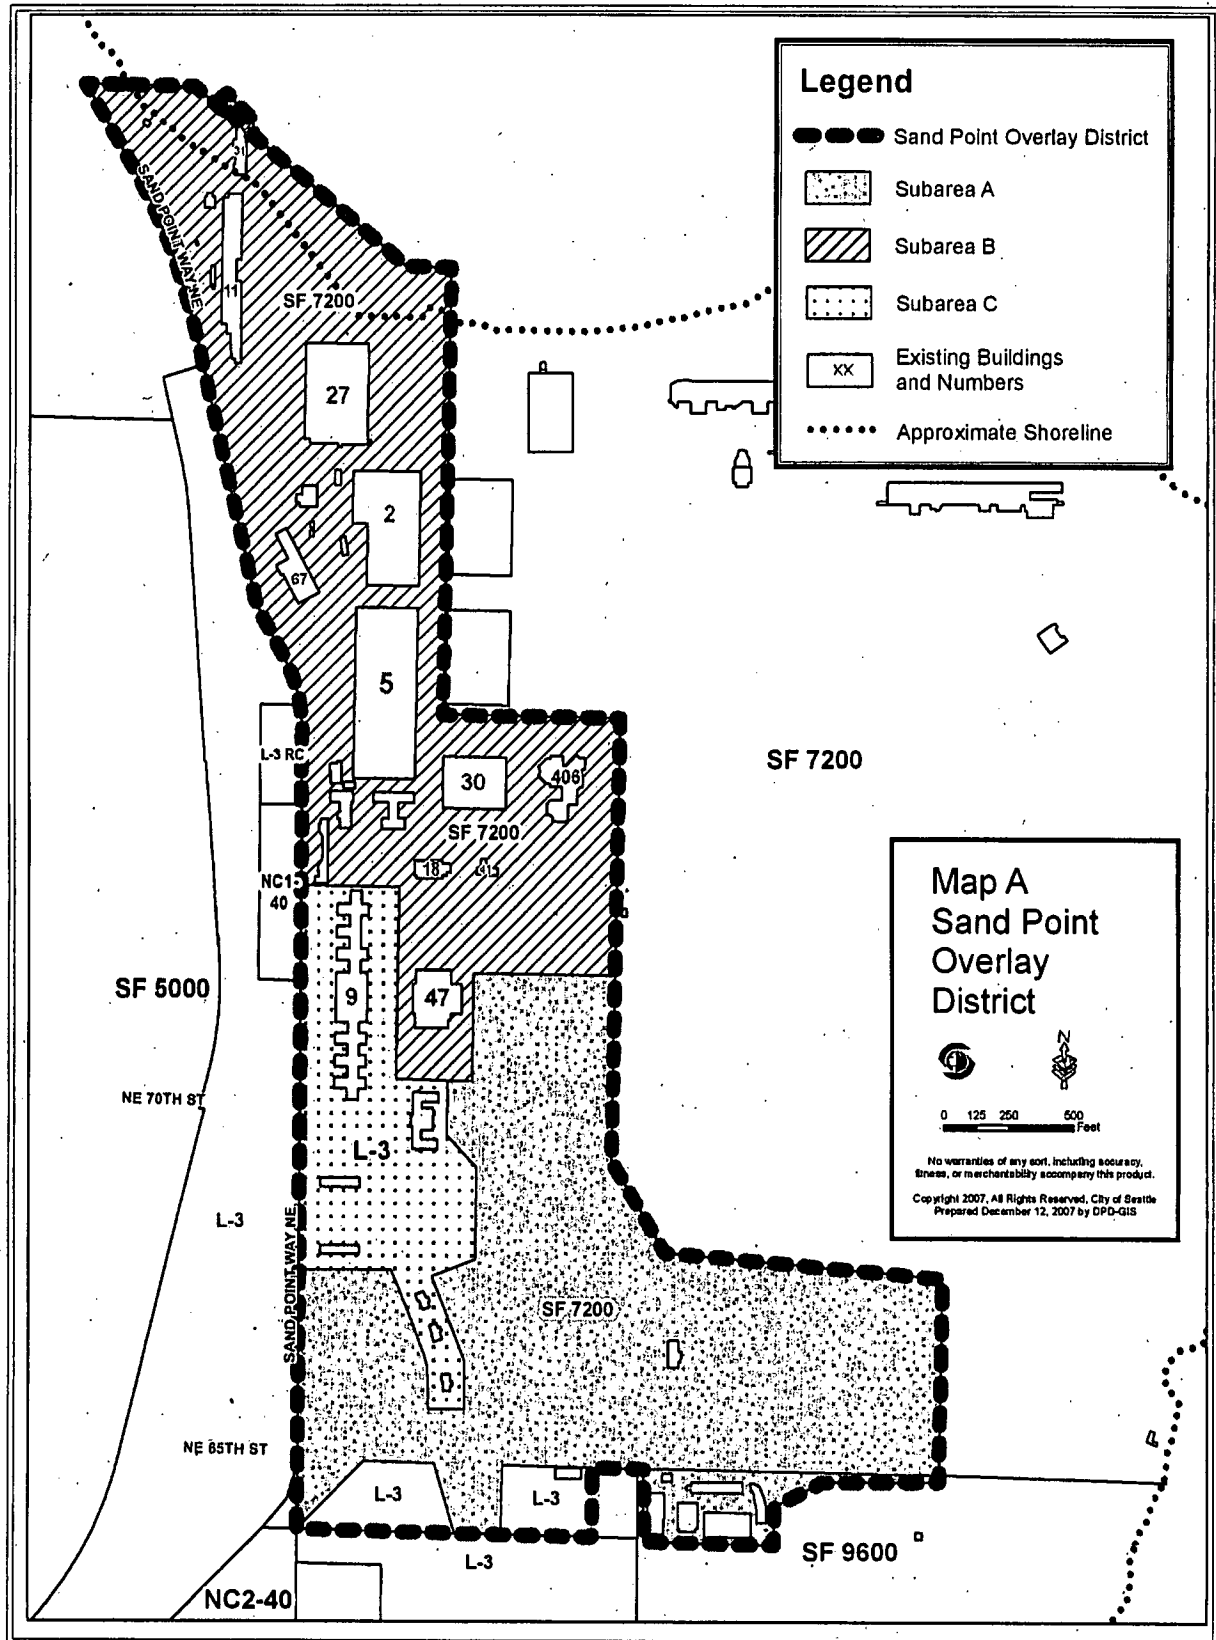 Legend
Sand Point Overlay District
Subarea A
Subarea B
Subarea C
XX
Existing Buildings
and Numbers
Approximate Shoreline
31
SAND POINT WAY NE
11
SF 7200
27
2
67
5
L-3 RC
30
406
SF 7200
SF 7200
18
41
NC1-
40
SF 5000
9
47
Map A
Sand Point
Overlay
District
N
0 125 250 500
Feet
No warranties of any sort, including accuracy,
fitness, or merchantability accompany this product.
Copyright 2007, All Rights Reserved, City of Seattle
Prepared December 12, 2007 by DPD-GIS
NE 70TH ST
L-3
L-3
SAND POINT WAY NE
SF 7200
NE 65TH ST
L-3
L-3
L-3
SF 9600
NC2-40